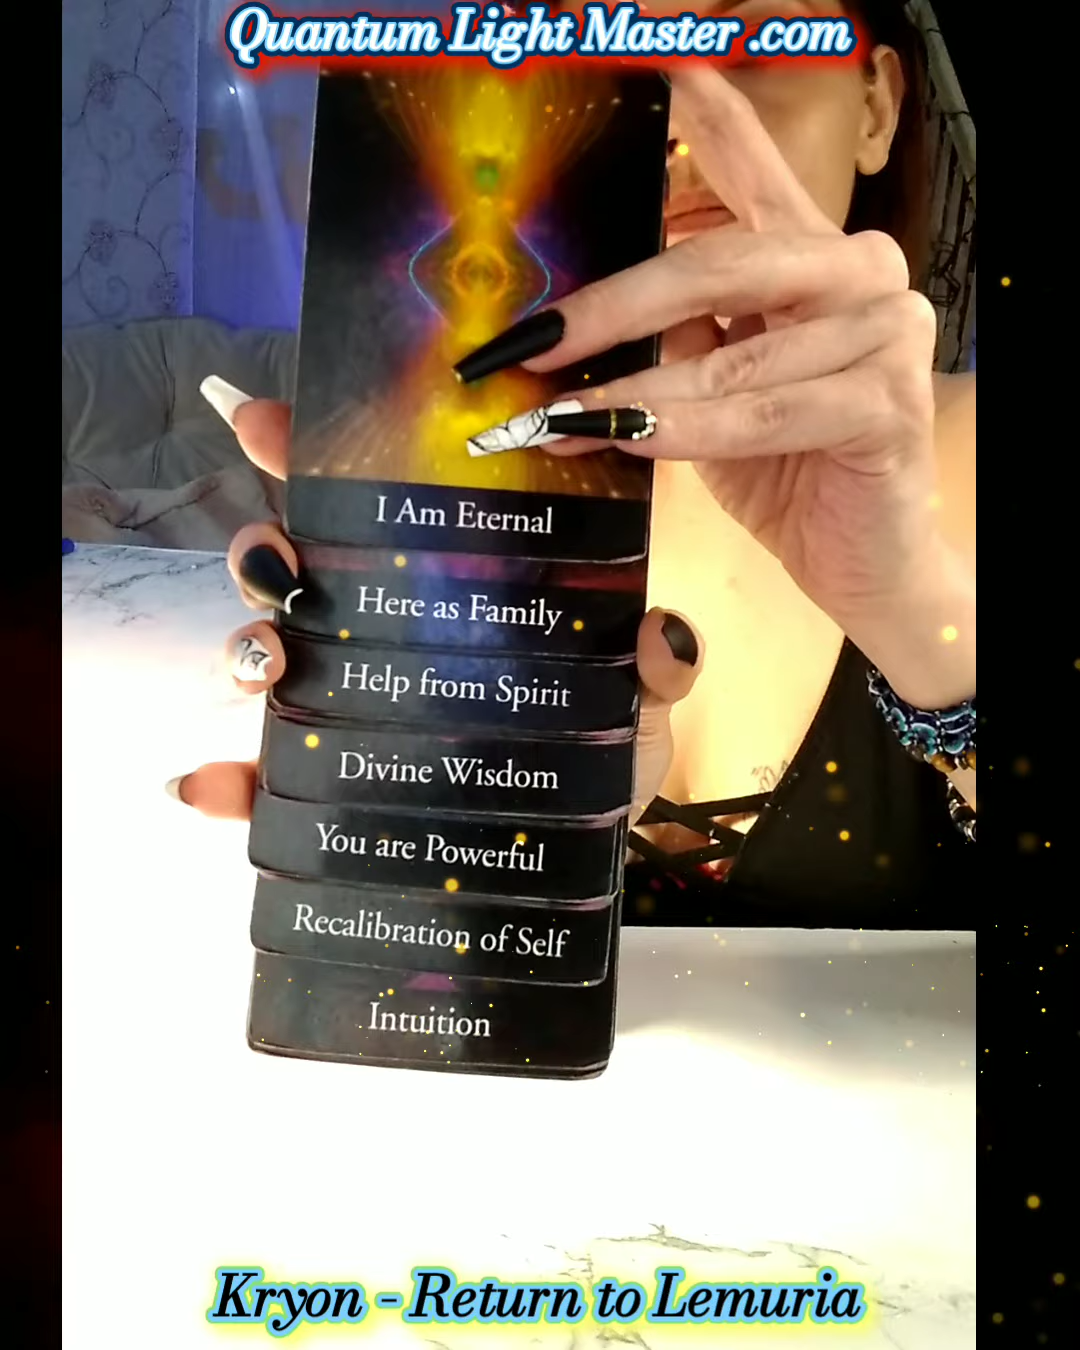 Quantum Light Master .com
I Am Eternal
Here as Family
Help from Spirit
Divine Wisdom
You are Powerful
Recalibration of Self
Intuition
Kryon - Return to Lemuria